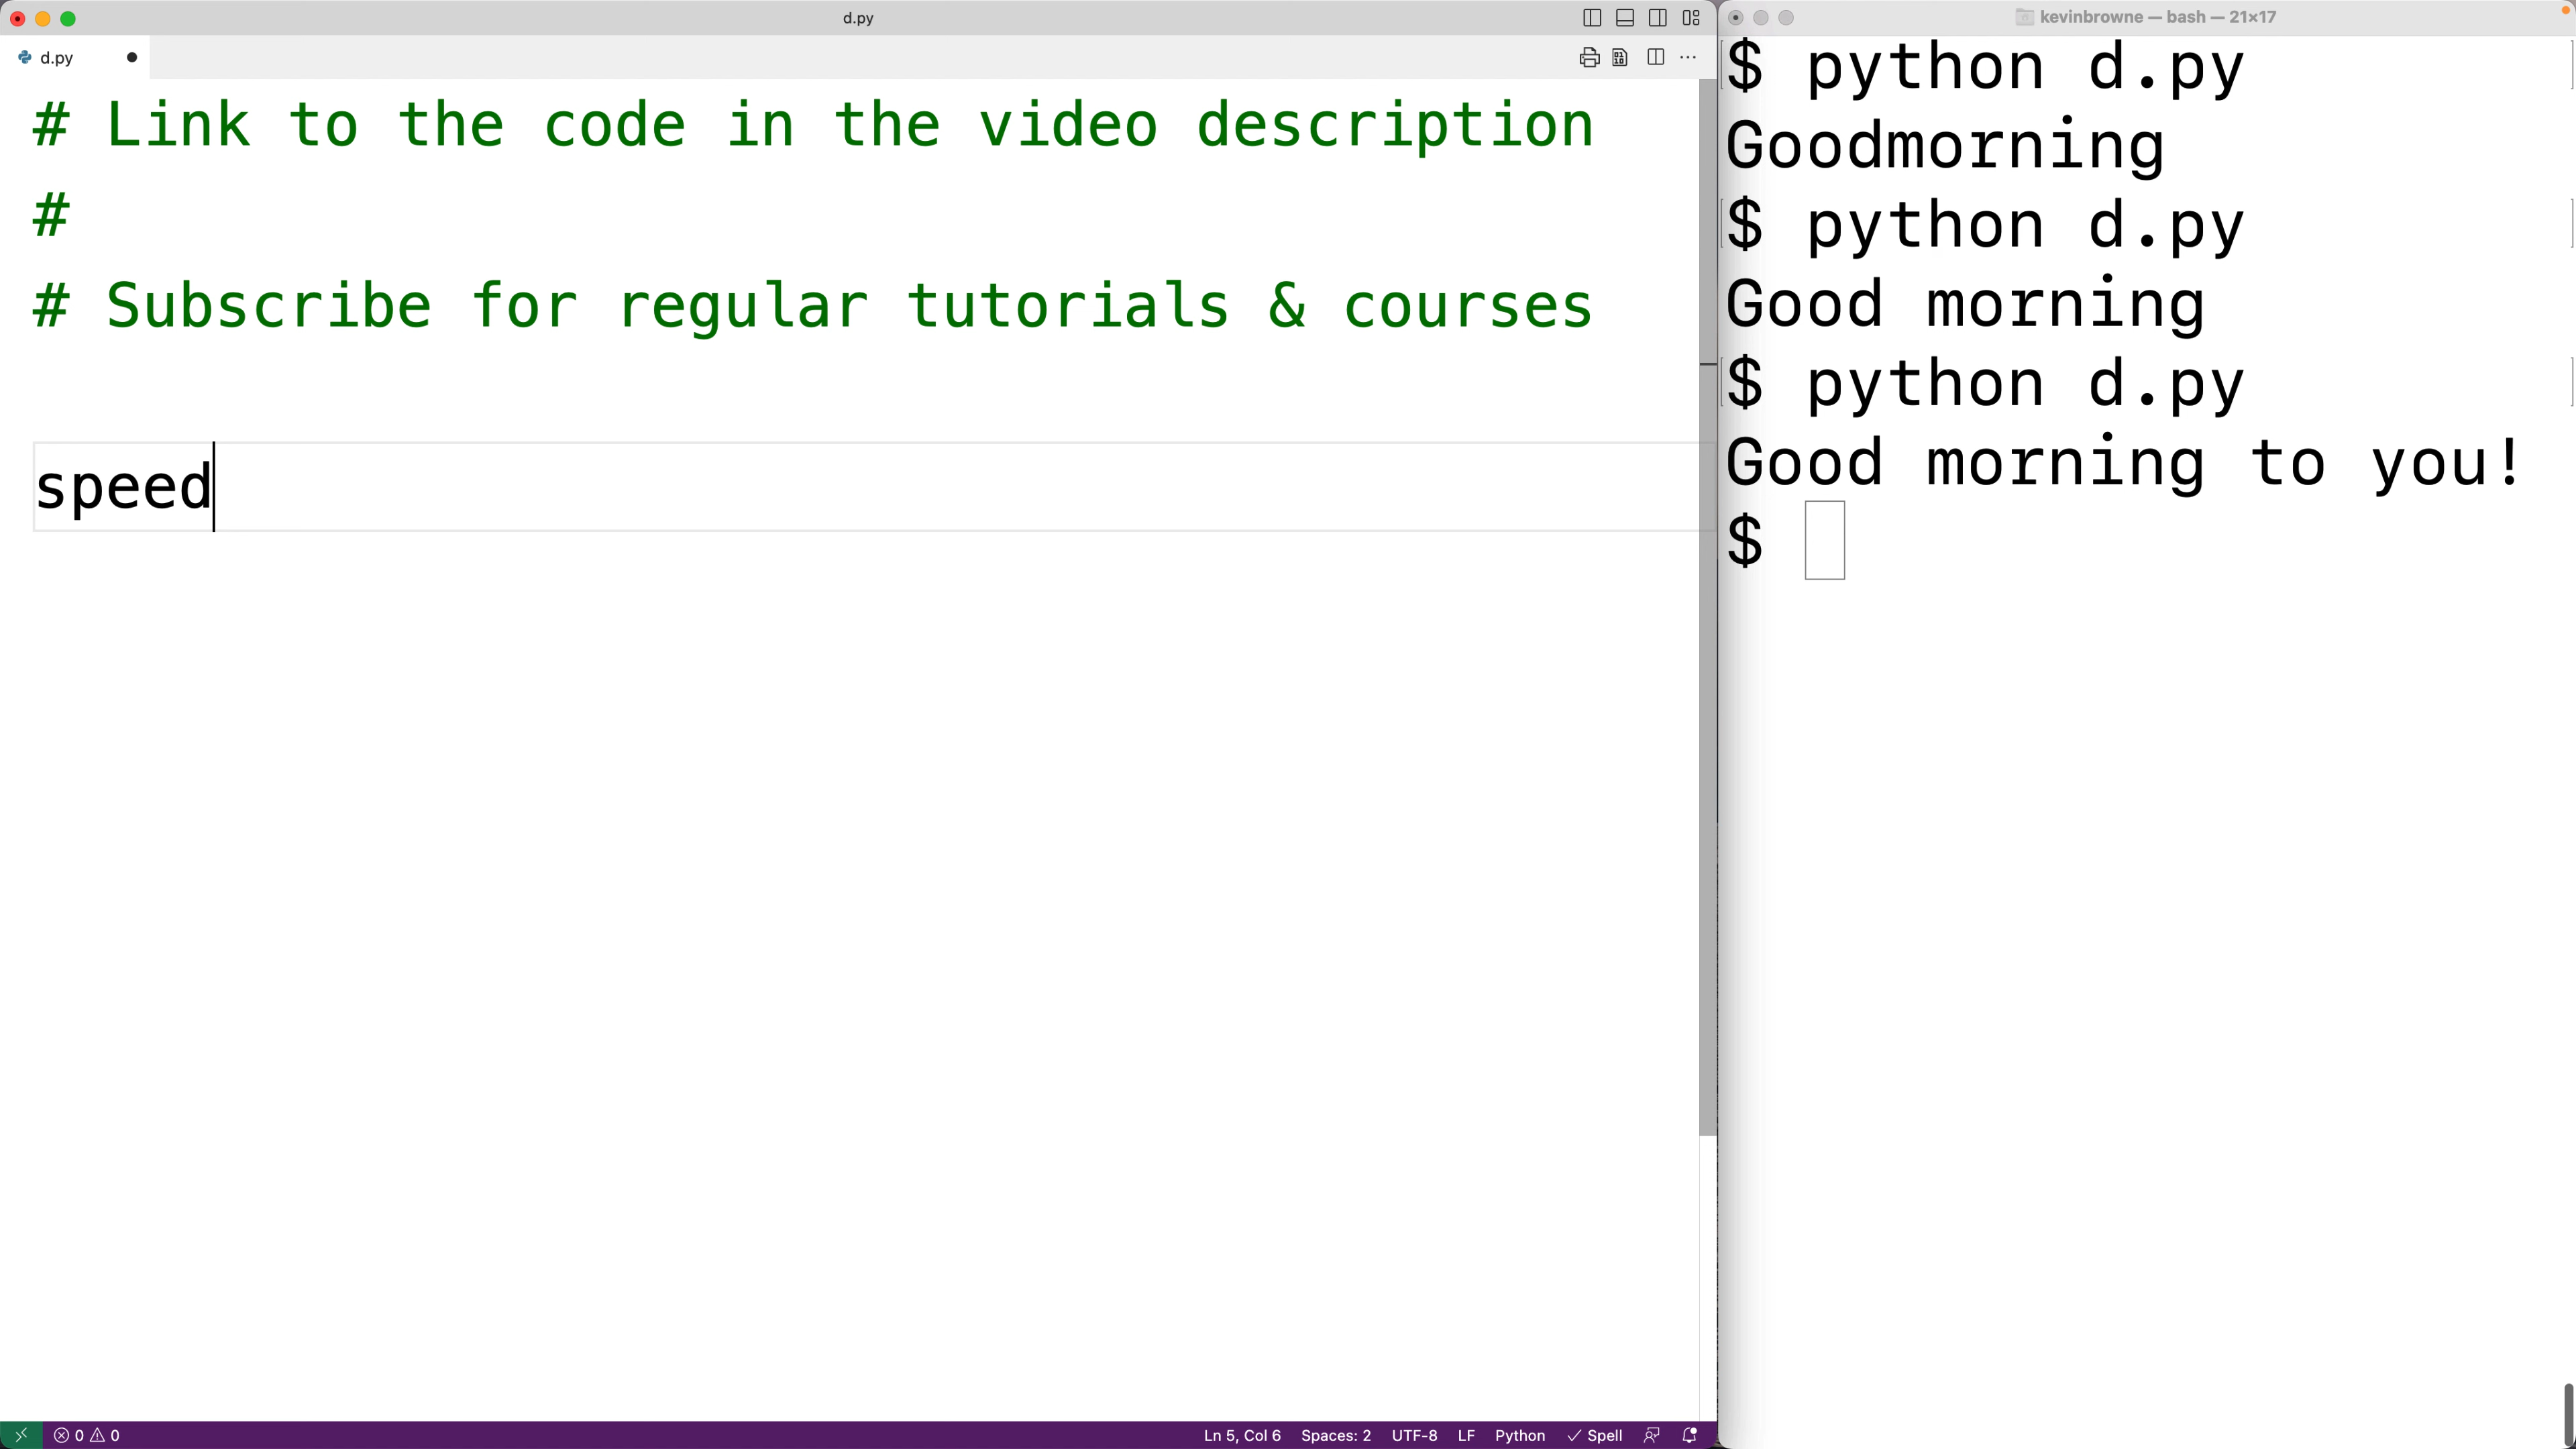 d.py
d.py
# Link to the code in the video description
#
# Subscribe for regular tutorials & courses
speed
0 0
Ln 5, Col 6 Spaces: 2 UTF-8 LF Python Spell
kevinbrowne — bash — 21×17
$ python d.py
Goodmorning
$ python d.py
Good morning
$ python d.py
Good morning to you!
$